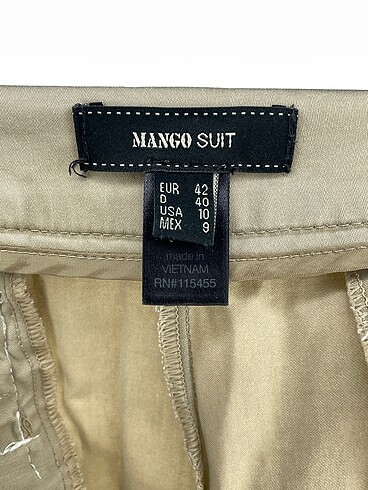 MANGO SUIT
EUR 42
D 40
USA 10
MEX 9
made in
VIETNAM
RN#115455